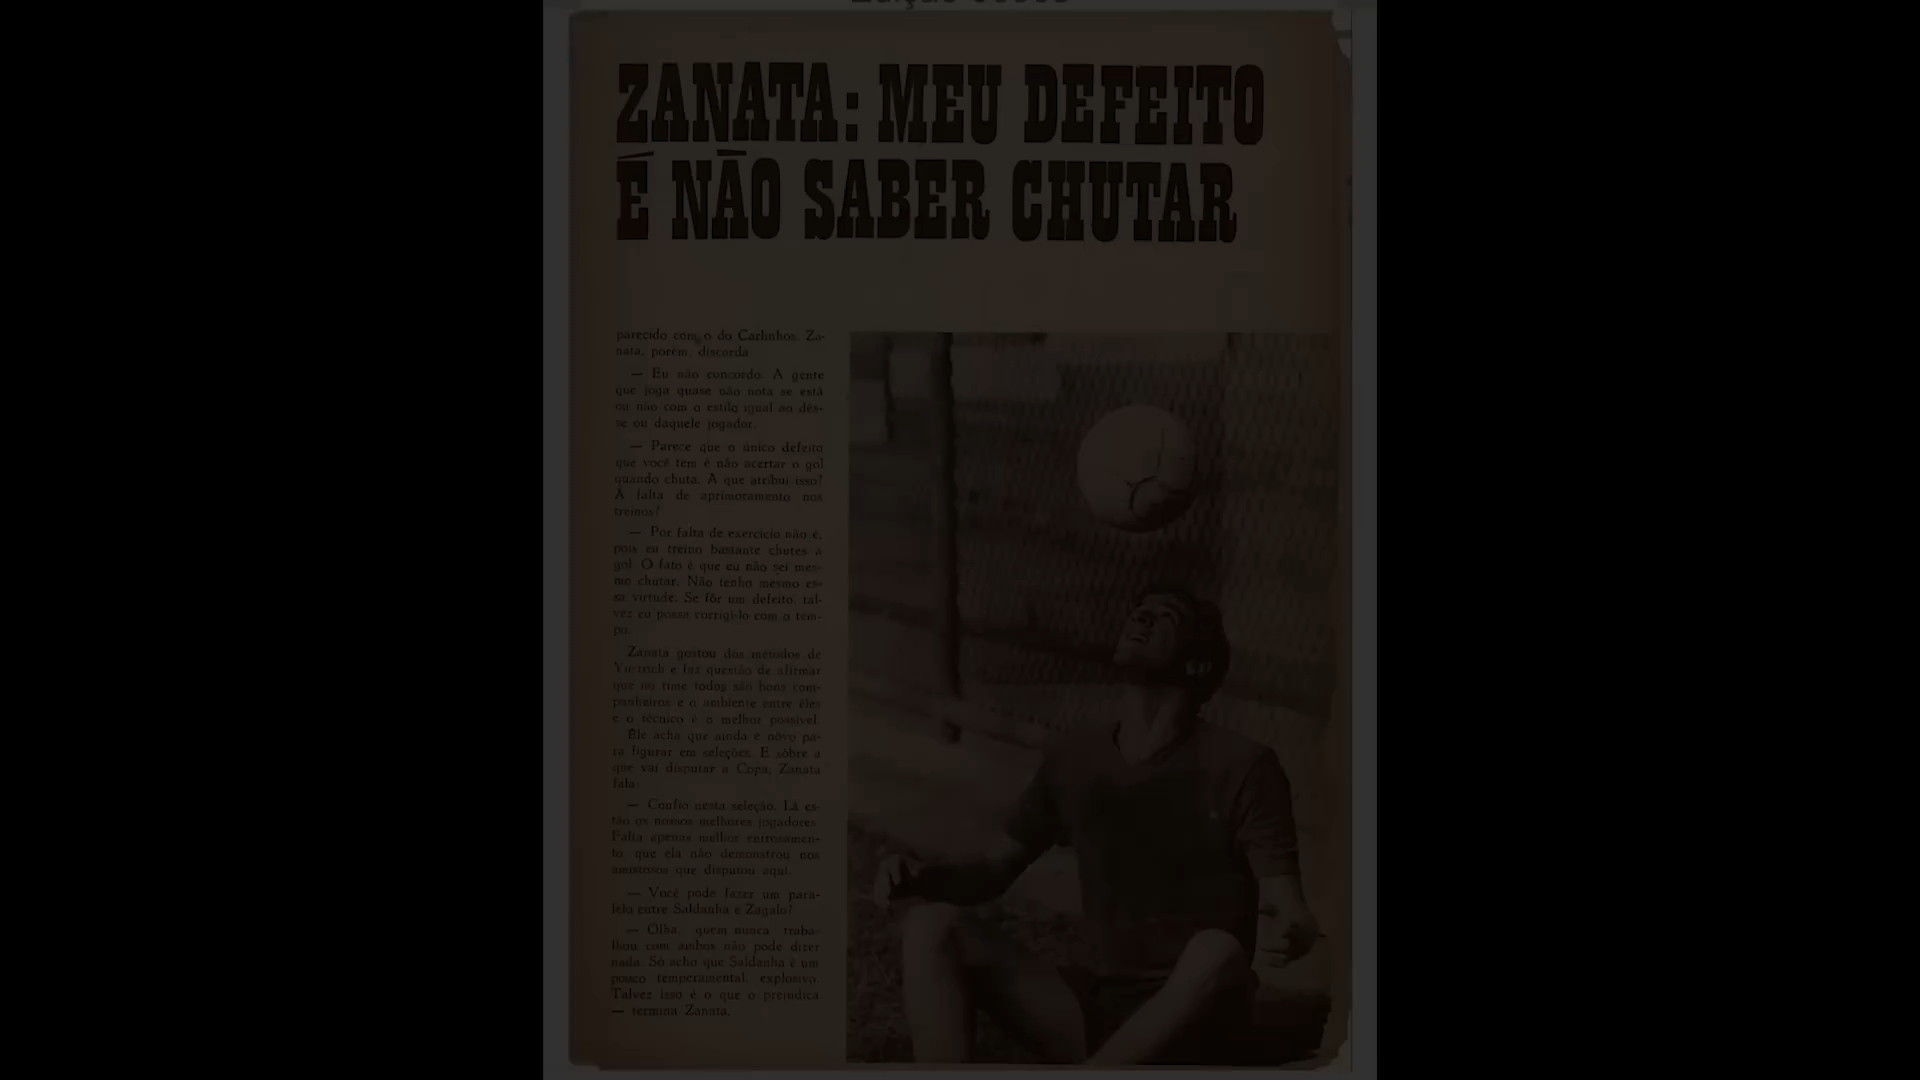 Edição
ZANATA: MEU DEFEITO
É NÃO SABER CHUTAR
parecido com o do Carlinhos. Za-
nata, porém, discorda
— Eu não concordo. A gente
que joga quase não nota se está
ou não com o estilo igual ao dês-
se ou daquele jogador.
— Parece que o único defeito
que você tem é não acertar o gol
quando chuta. A que atribui isso?
À falta de aprimoramento nos
treinos?
— Por falta de exercício não é,
pois eu treino bastante chutes a
gol. O fato é que eu não sei mes-
mo chutar. Não tenho mesmo es-
sa virtude. Se fôr um defeito, tal-
vez eu possa corrigi-lo com o tem-
po.
Zanata gostou dos métodos de
Yustrich e faz questão de afirmar
que no time todos são bons com-
panheiros e o ambiente entre êles
e o técnico é o melhor possível.
Êle acha que ainda é nôvo pa-
ra figurar em seleções. E sôbre a
que vai disputar a Copa, Zanata
fala:
— Confio nesta seleção. Lá es-
tão os nossos melhores jogadores.
Falta apenas melhor entrosamen-
to que ela não demonstrou nos
amistosos que disputou aqui.
— Você pode fazer um para-
lelo entre Saldanha e Zagalo?
— Olha, quem nunca traba-
lhou com ambos não pode dizer
nada. Só acho que Saldanha é um
pouco temperamental, explosivo.
Talvez isso é o que o prejudica
— termina Zanata.